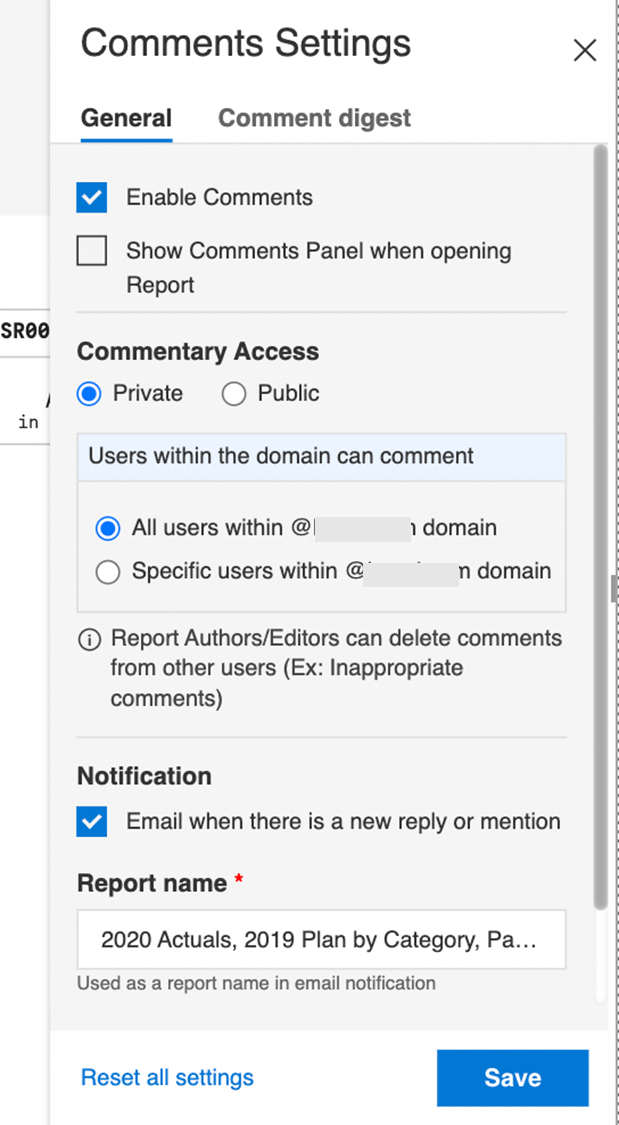 Comments Settings
General Comment digest
Enable Comments
Show Comments Panel when opening
Report
SR00
Commentary Access
Private Public
in
Users within the domain can comment
All users within @ domain
Specific users within @ domain
Report Authors/Editors can delete comments
from other users (Ex: Inappropriate
comments)
Notification
Email when there is a new reply or mention
Report name *
2020 Actuals, 2019 Plan by Category, Pa...
Used as a report name in email notification
Reset all settings Save